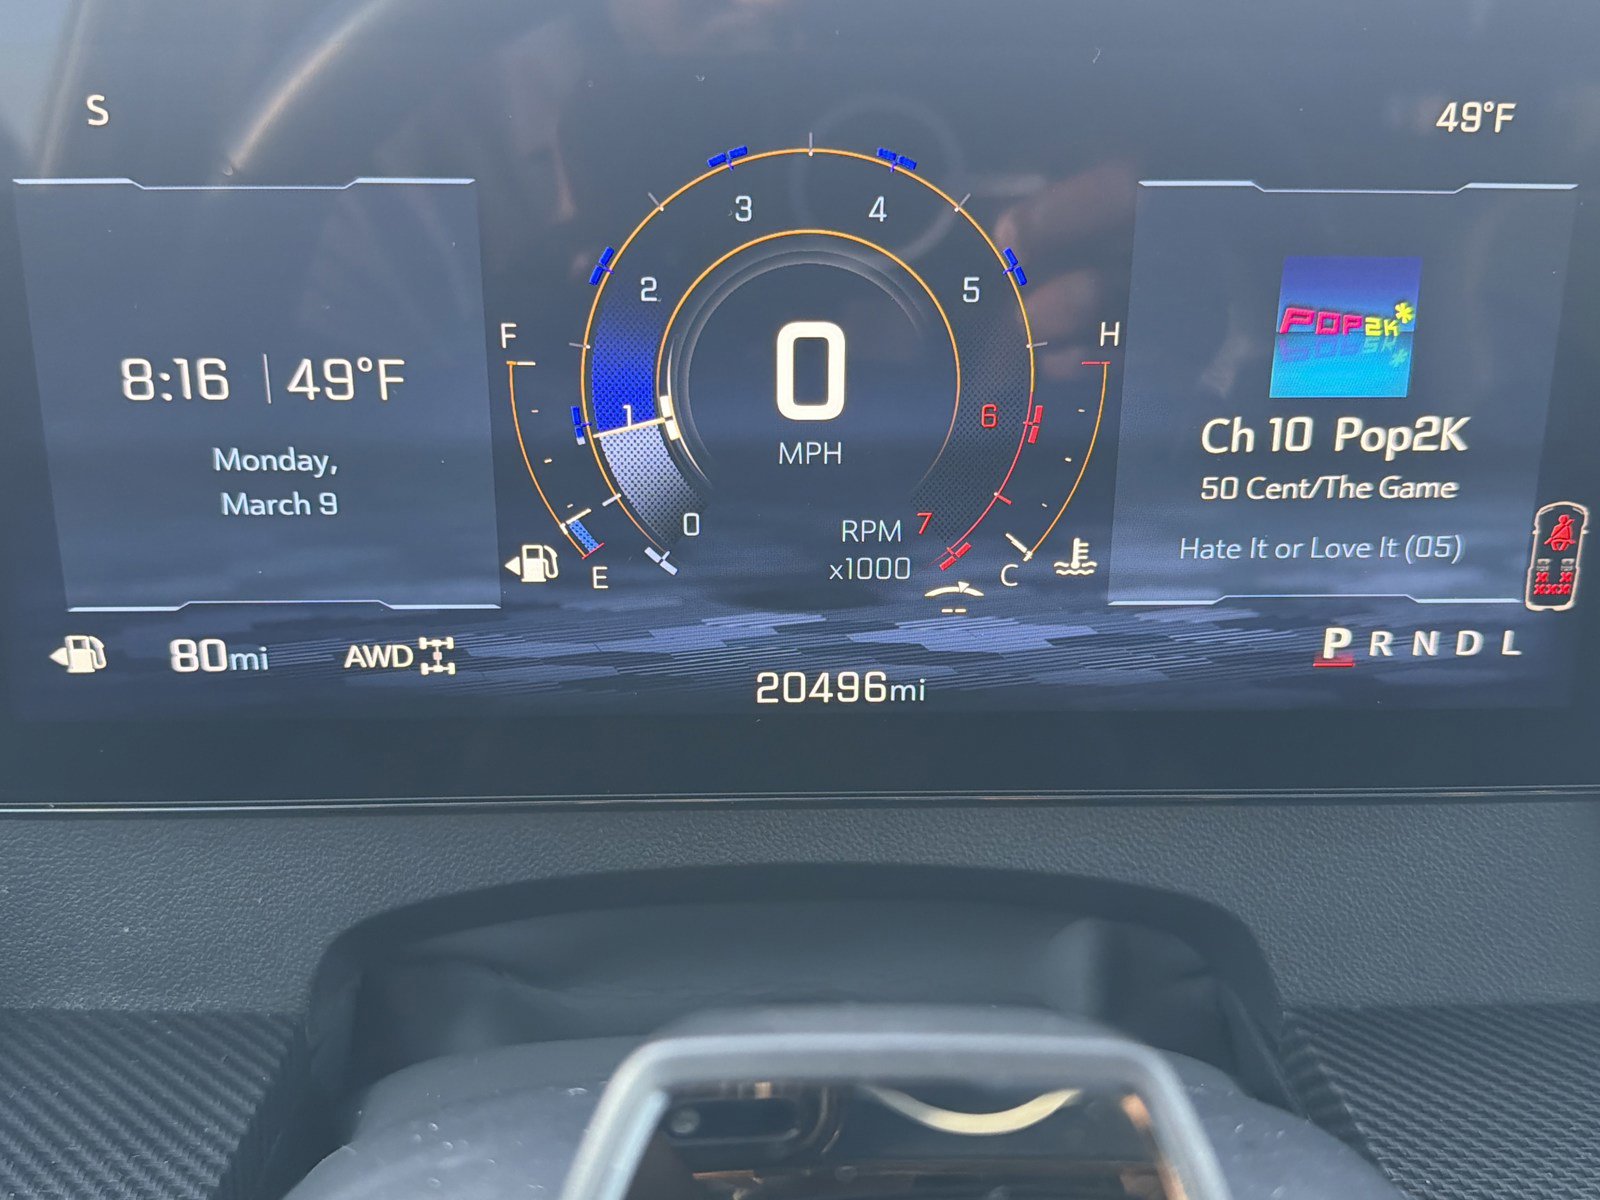 S
49°F
8:16 | 49°F
Monday,
March 9
F
E
0
1
2
3
4
5
6
7
0
MPH
RPM
x1000
H
C
--
POP2K*
Ch 10 Pop2K
50 Cent/The Game
Hate It or Love It (05)
80mi
AWD
20496mi
P R N D L